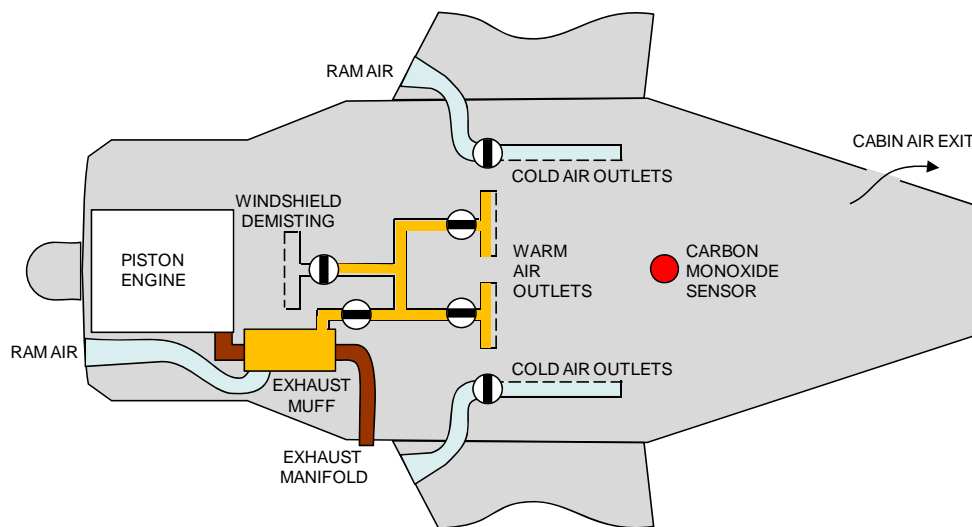 RAM AIR
CABIN AIR EXIT
COLD AIR OUTLETS
WINDSHIELD
DEMISTING
PISTON
ENGINE
WARM
AIR
OUTLETS
CARBON
MONOXIDE
SENSOR
RAM AIR
COLD AIR OUTLETS
EXHAUST
MUFF
EXHAUST
MANIFOLD